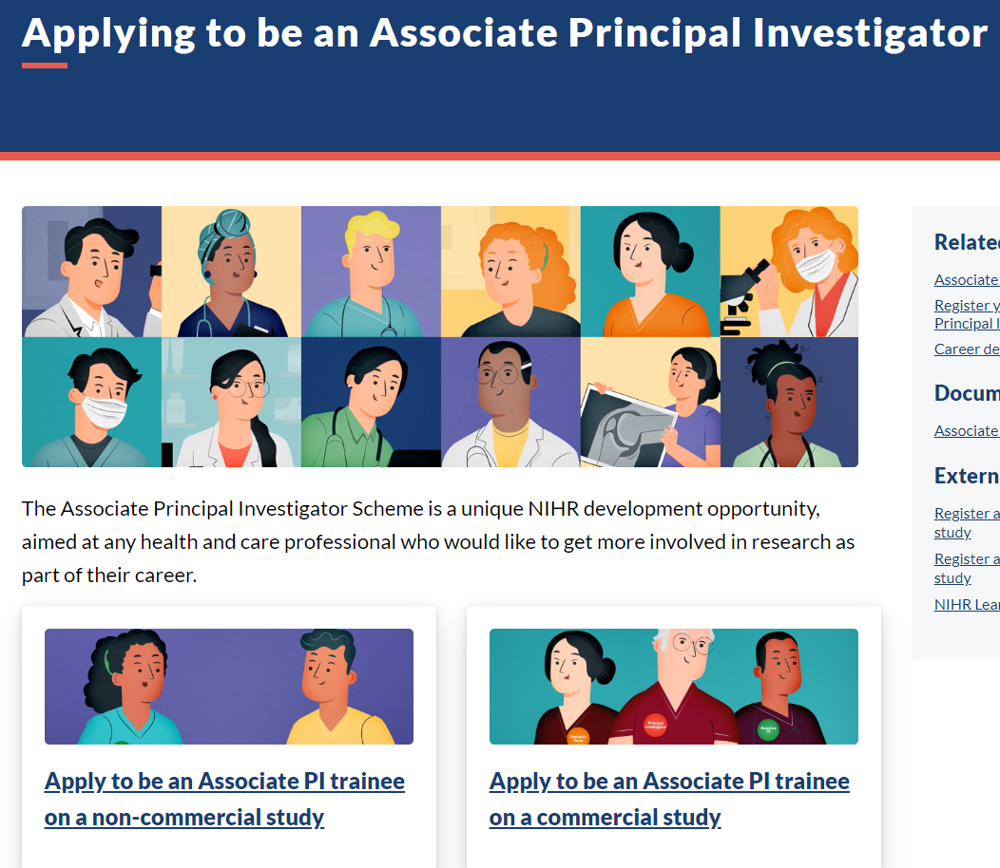 Applying to be an Associate Principal Investigator
The Associate Principal Investigator Scheme is a unique NIHR development opportunity,
aimed at any health and care professional who would like to get more involved in research as
part of their career.
Research
Nurse
Principal
Investigator
Associate
PI
Apply to be an Associate PI trainee
on a non-commercial study
Apply to be an Associate PI trainee
on a commercial study
Relate
Associate
Register y
Principal I
Career de
Docum
Associate
Extern
Register a
study
Register a
study
NIHR Lear